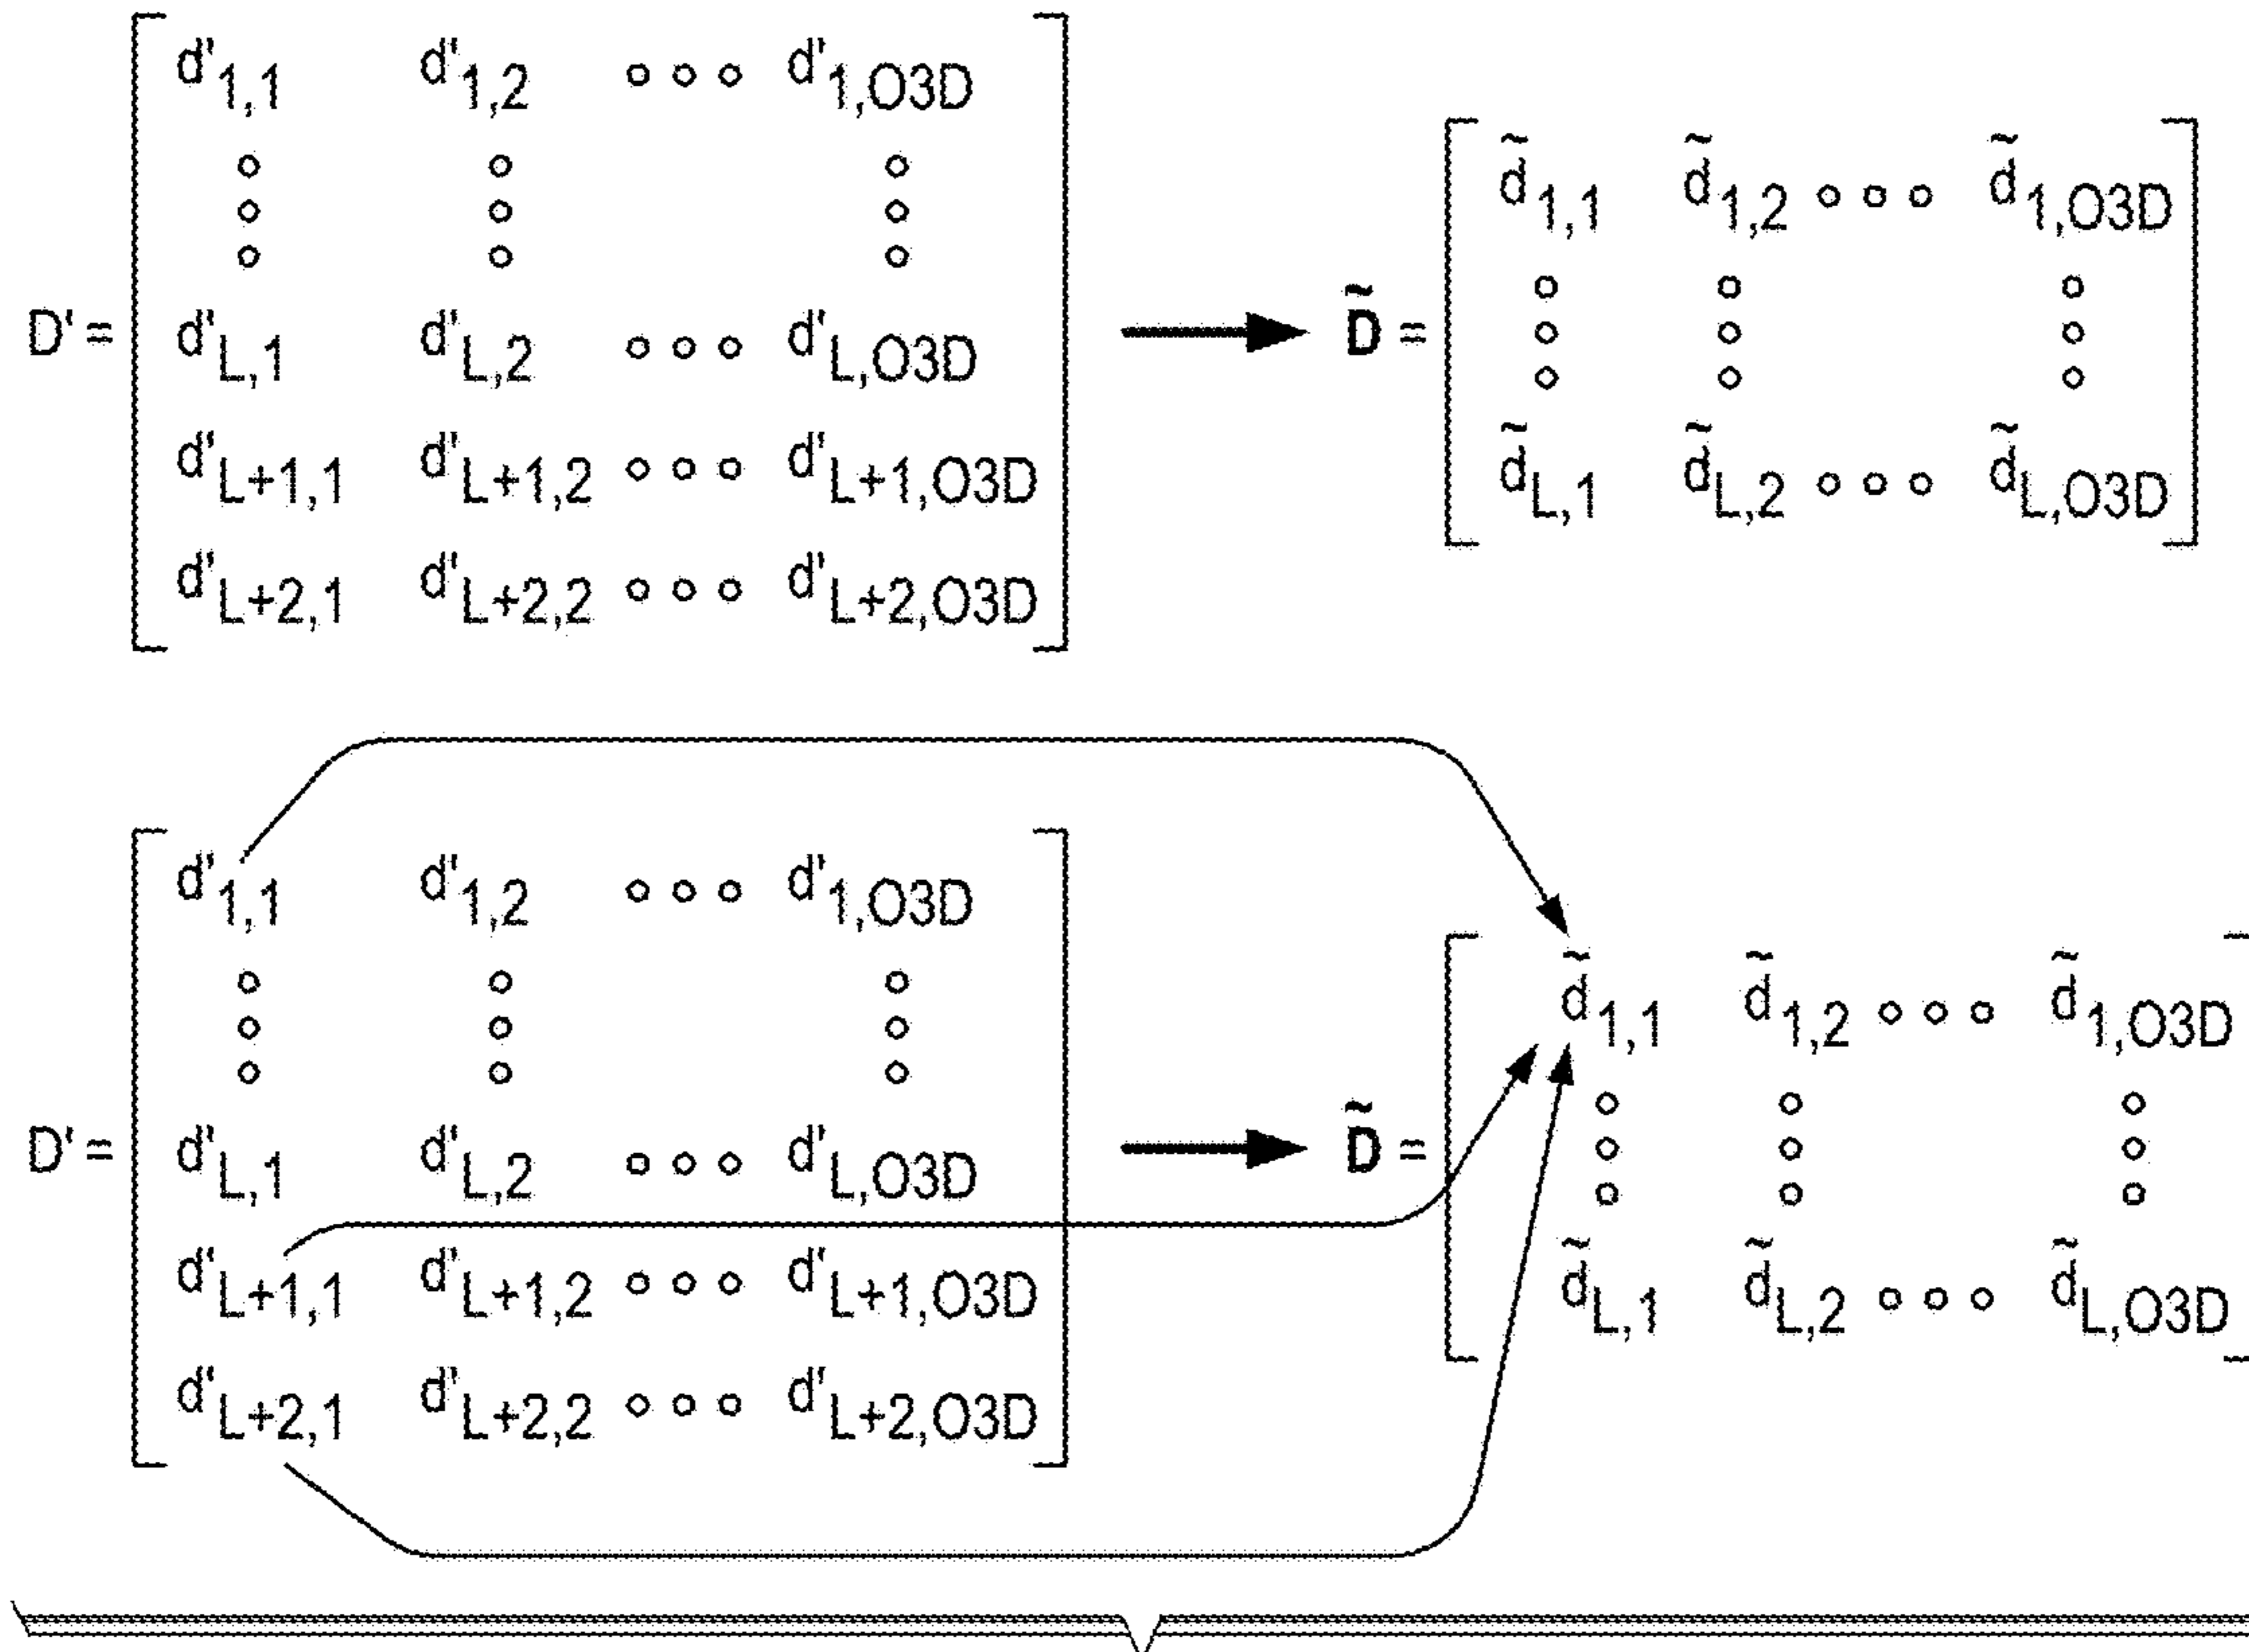 d'1,1 d'1,2 ∘∘∘ d'1,O3D
d̃1,1 d̃1,2 ∘∘∘ d̃1,O3D
D' = d'L,1 d'L,2 ∘∘∘ d'L,O3D → D̃ =
d'L+1,1 d'L+1,2 ∘∘∘ d'L+1,O3D
d̃L,1 d̃L,2 ∘∘∘ d̃L,O3D
d'L+2,1 d'L+2,2 ∘∘∘ d'L+2,O3D
d'1,1 d'1,2 ∘∘∘ d'1,O3D
d̃1,1 d̃1,2 ∘∘∘ d̃1,O3D
D' = d'L,1 d'L,2 ∘∘∘ d'L,O3D → D̃ =
d'L+1,1 d'L+1,2 ∘∘∘ d'L+1,O3D
d̃L,1 d̃L,2 ∘∘∘ d̃L,O3D
d'L+2,1 d'L+2,2 ∘∘∘ d'L+2,O3D